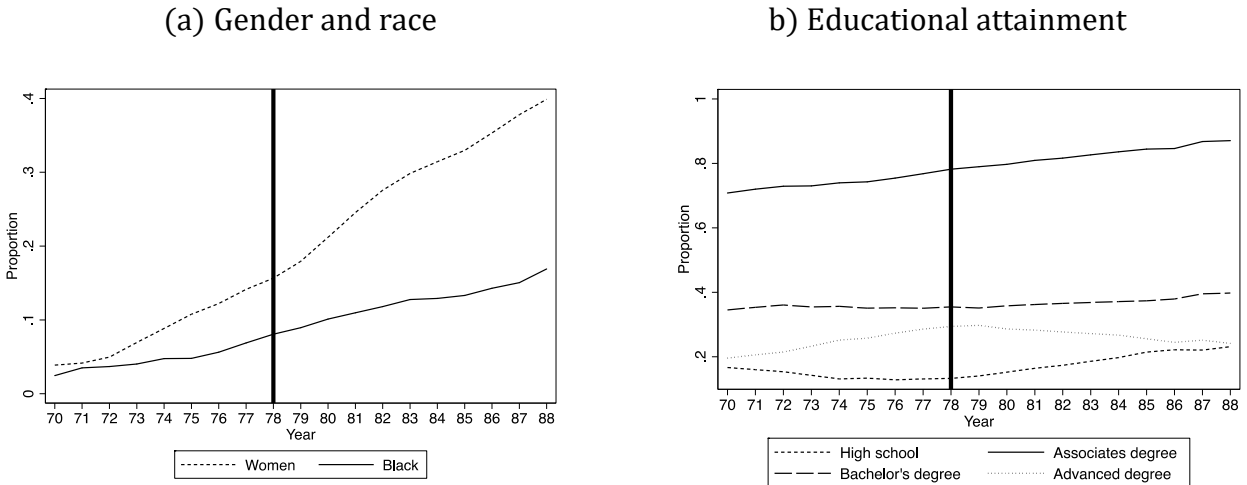 (a) Gender and race
Proportion
.4
.3
.2
.1
0
70 71 72 73 74 75 76 77 78 79 80 81 82 83 84 85 86 87 88
Year
Women Black
b) Educational attainment
Proportion
1
.8
.6
.4
.2
70 71 72 73 74 75 76 77 78 79 80 81 82 83 84 85 86 87 88
Year
High school Associates degree
Bachelor's degree Advanced degree